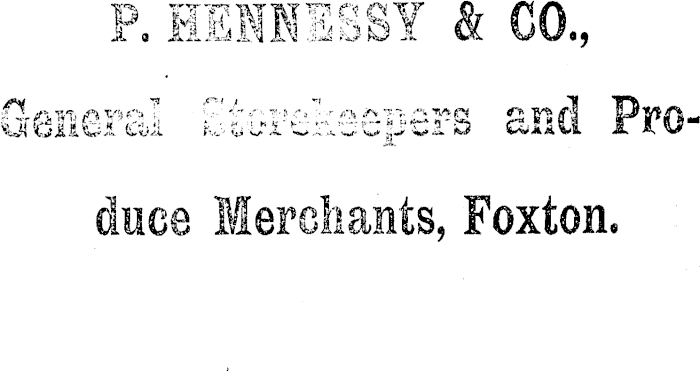 P. HENNESSY & CO.,
General Storekeepers and Pro-
duce Merchants, Foxton.